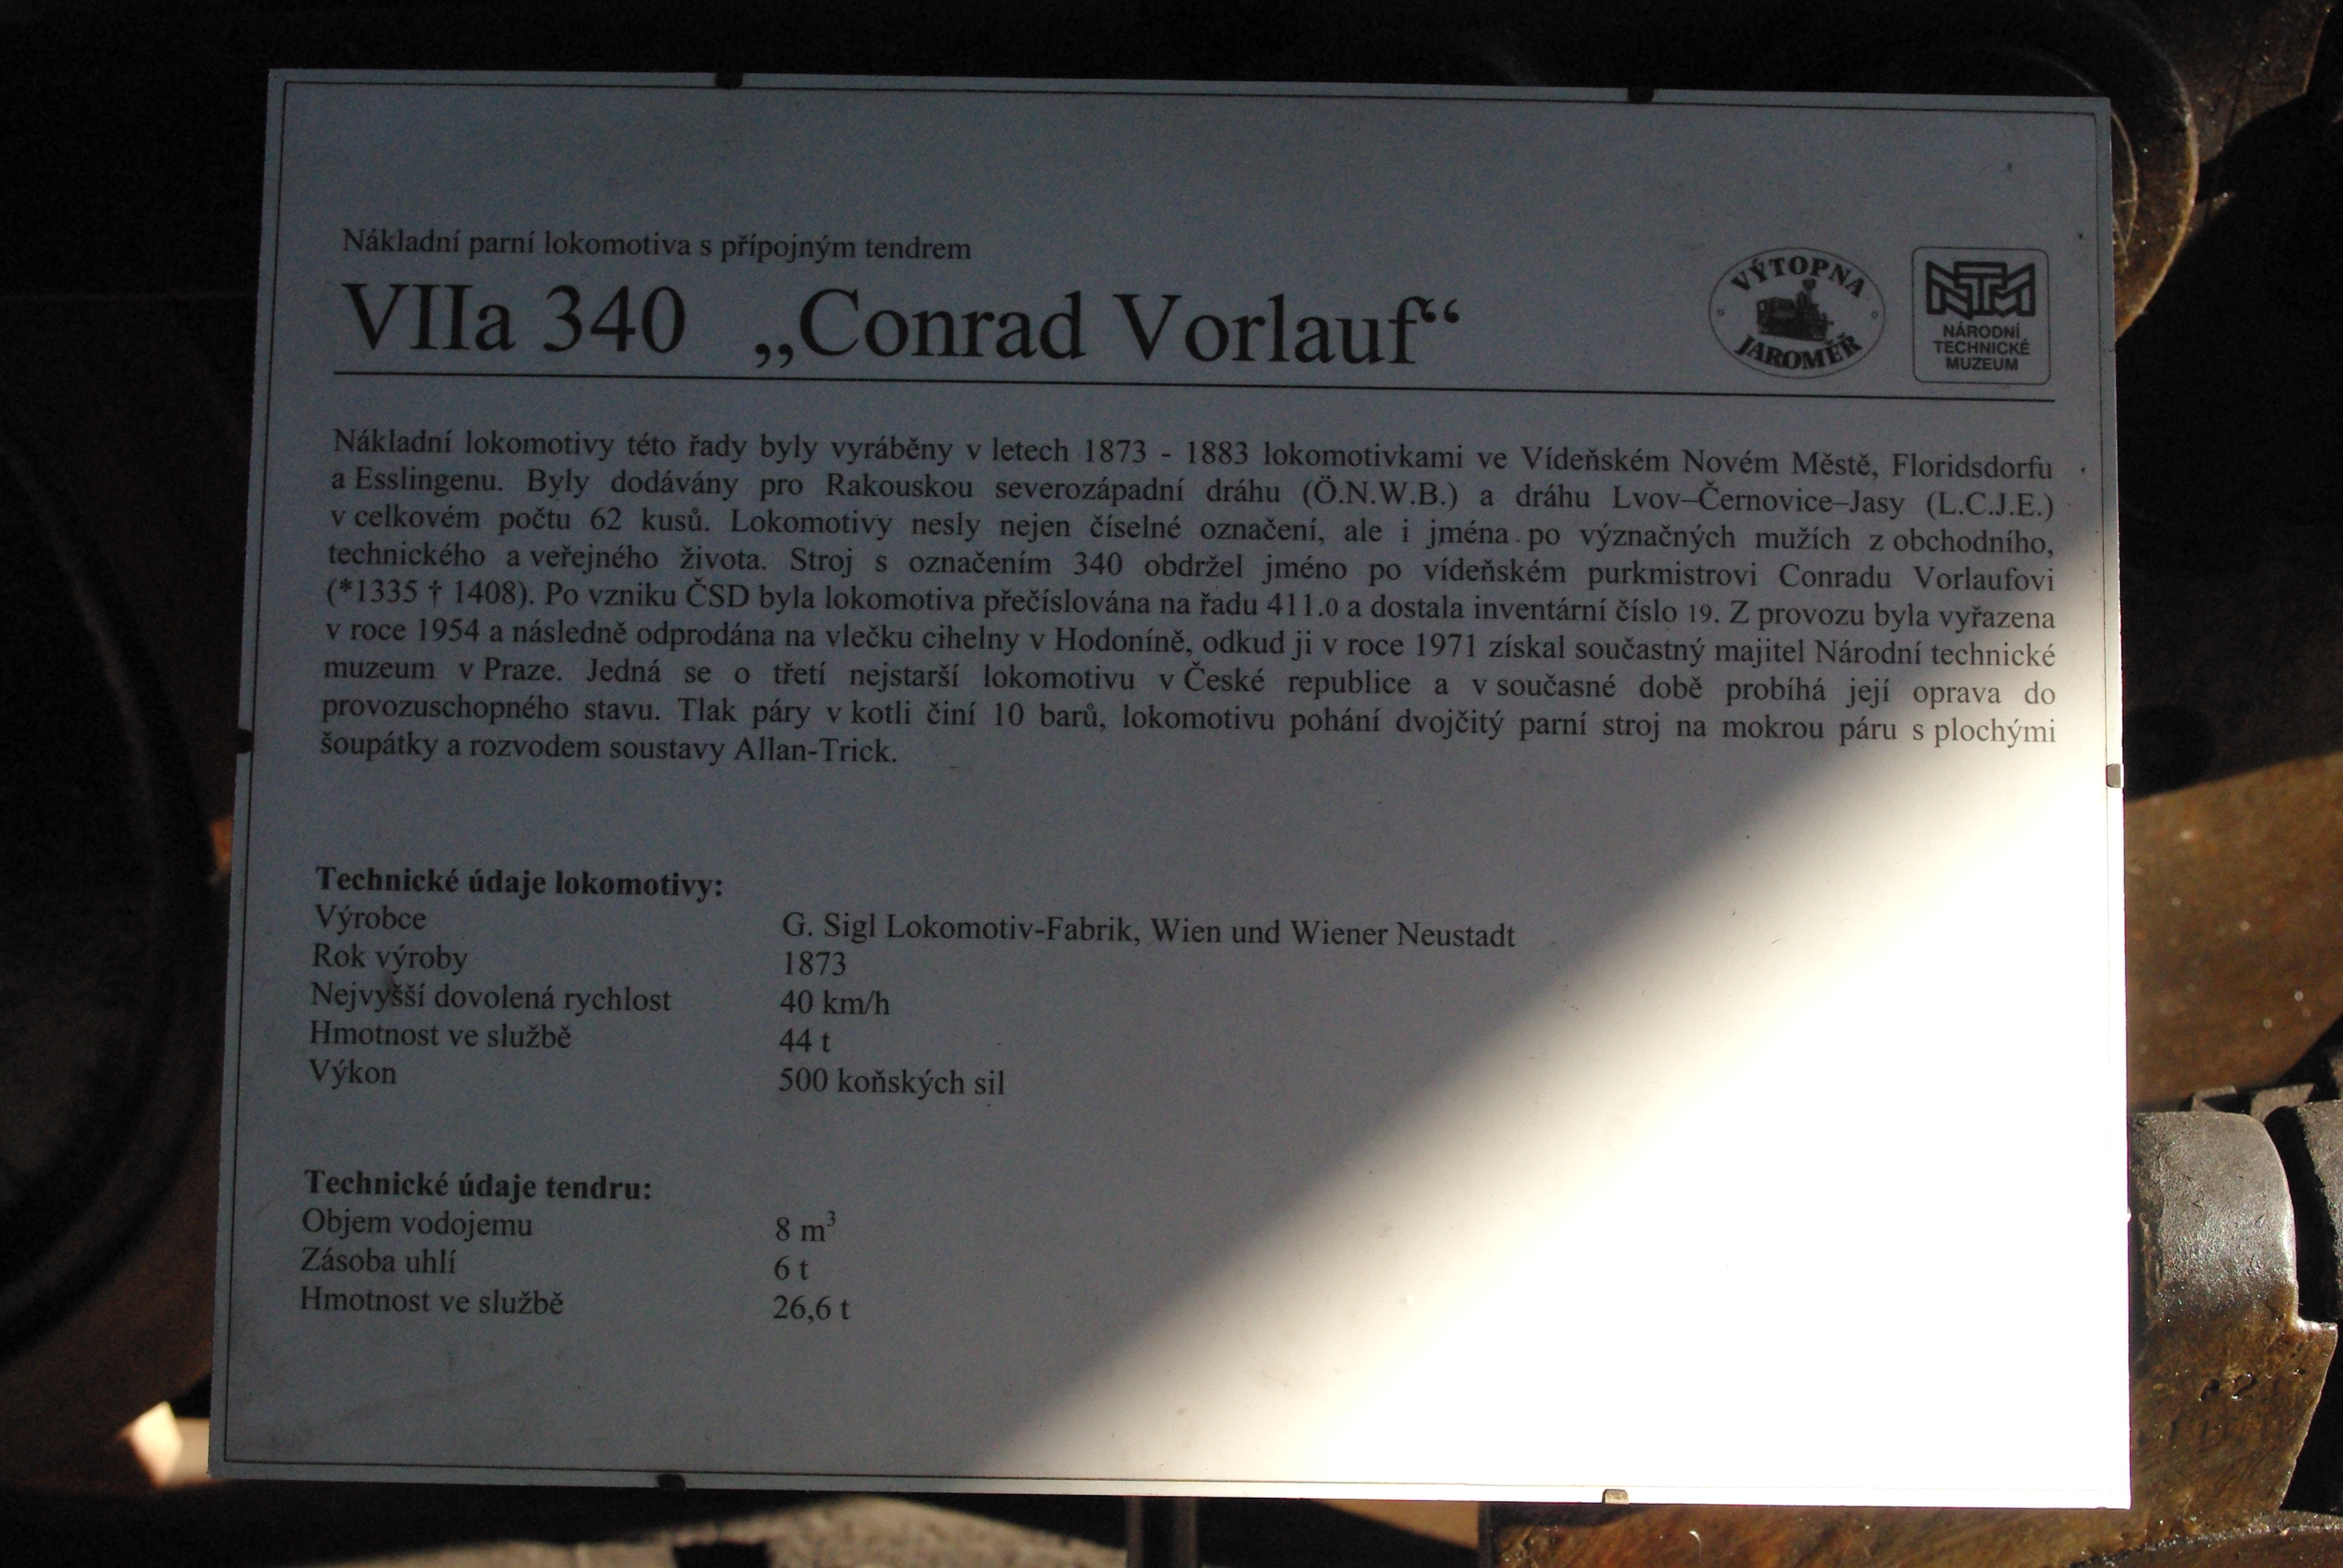 Nákladní parní lokomotiva s přípojným tendrem
VIIa 340 „Conrad Vorlauf“
VÝTOPNA
JAROMĚŘ
NTM
NÁRODNÍ
TECHNICKÉ
MUZEUM
Nákladní lokomotivy této řady byly vyráběny v letech 1873 - 1883 lokomotivkami ve Vídeňském Novém Městě, Floridsdorfu
a Esslingenu. Byly dodávány pro Rakouskou severozápadní dráhu (Ö.N.W.B.) a dráhu Lvov–Černovice–Jasy (L.C.J.E.)
v celkovém počtu 62 kusů. Lokomotivy nesly nejen číselné označení, ale i jména po význačných mužích z obchodního,
technického a veřejného života. Stroj s označením 340 obdržel jméno po vídeňském purkmistrovi Conradu Vorlaufovi
(*1335 † 1408). Po vzniku ČSD byla lokomotiva přečíslována na řadu 411.0 a dostala inventární číslo 19. Z provozu byla vyřazena
v roce 1954 a následně odprodána na vlečku cihelny v Hodoníně, odkud ji v roce 1971 získal součastný majitel Národní technické
muzeum v Praze. Jedná se o třetí nejstarší lokomotivu v České republice a v současné době probíhá její oprava do
provozuschopného stavu. Tlak páry v kotli činí 10 barů, lokomotivu pohání dvojčitý parní stroj na mokrou páru s plochými
šoupátky a rozvodem soustavy Allan-Trick.
Technické údaje lokomotivy:
Výrobce G. Sigl Lokomotiv-Fabrik, Wien und Wiener Neustadt
Rok výroby 1873
Nejvyšší dovolená rychlost 40 km/h
Hmotnost ve službě 44 t
Výkon 500 koňských sil
Technické údaje tendru:
Objem vodojemu 8 m³
Zásoba uhlí 6 t
Hmotnost ve službě 26,6 t